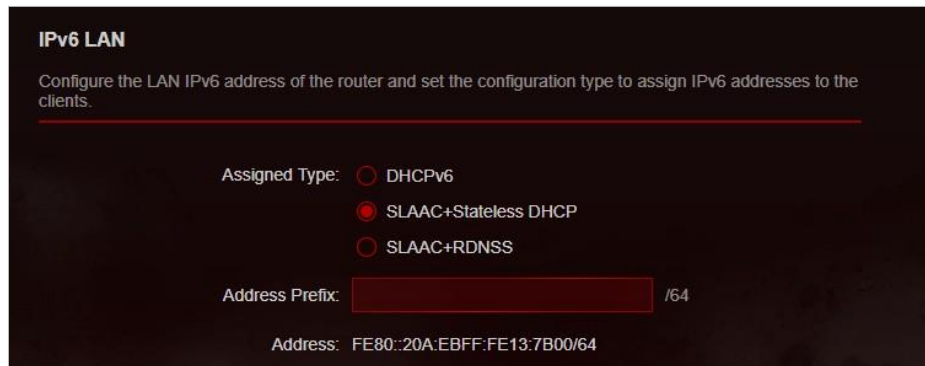 IPv6 LAN
Configure the LAN IPv6 address of the router and set the configuration type to assign IPv6 addresses to the
clients.
Assigned Type: DHCPv6
SLAAC+Stateless DHCP
SLAAC+RDNSS
Address Prefix: /64
Address: FE80::20A:EBFF:FE13:7B00/64